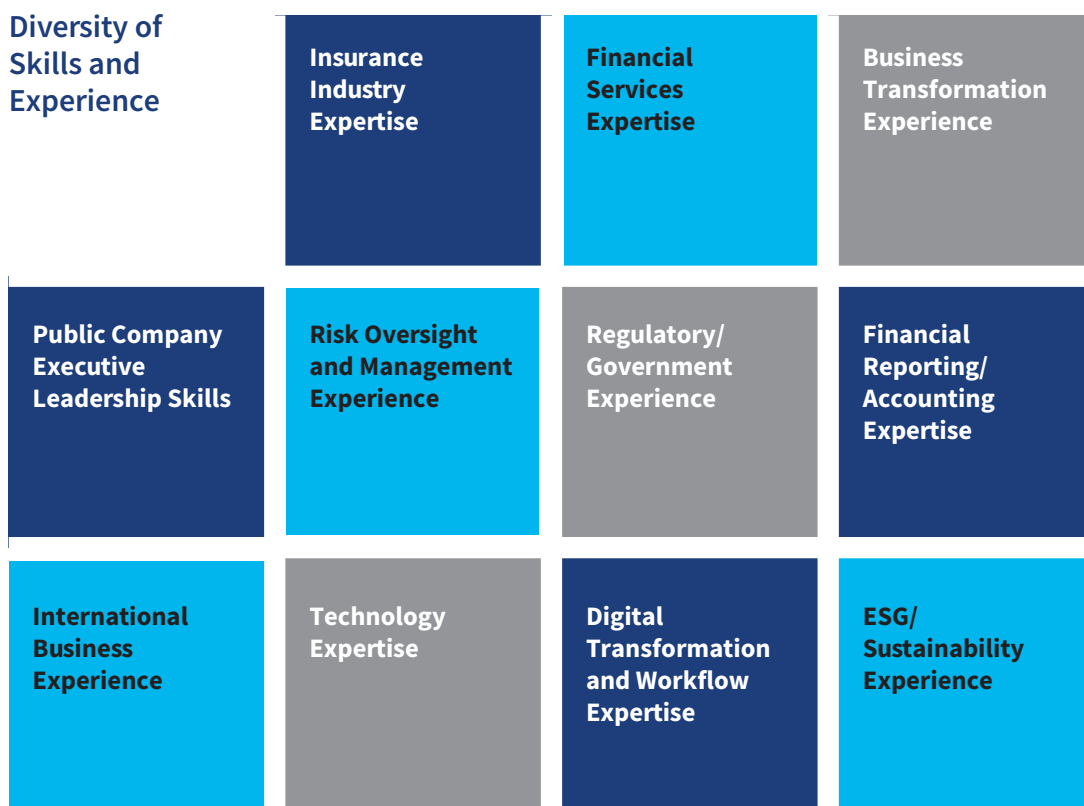 Diversity of
Skills and
Experience
Insurance
Industry
Expertise
Financial
Services
Expertise
Business
Transformation
Experience
Public Company
Executive
Leadership Skills
Risk Oversight
and Management
Experience
Regulatory/
Government
Experience
Financial
Reporting/
Accounting
Expertise
International
Business
Experience
Technology
Expertise
Digital
Transformation
and Workflow
Expertise
ESG/
Sustainability
Experience